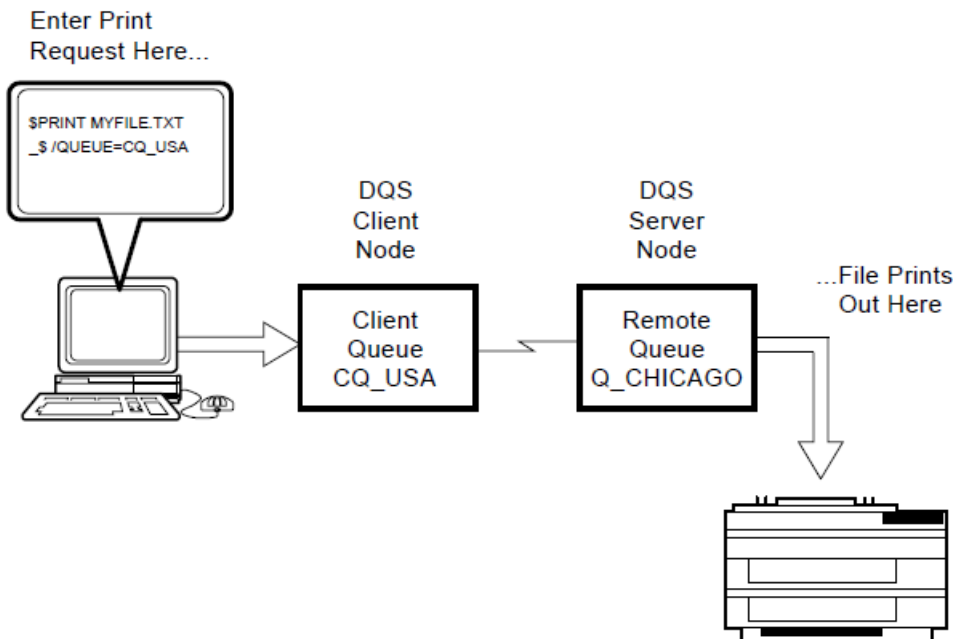 Enter Print
Request Here...
$PRINT MYFILE.TXT
_$ /QUEUE=CQ_USA
DQS
Client
Node
DQS
Server
Node
...File Prints
Out Here
Client
Queue
CQ_USA
Remote
Queue
Q_CHICAGO